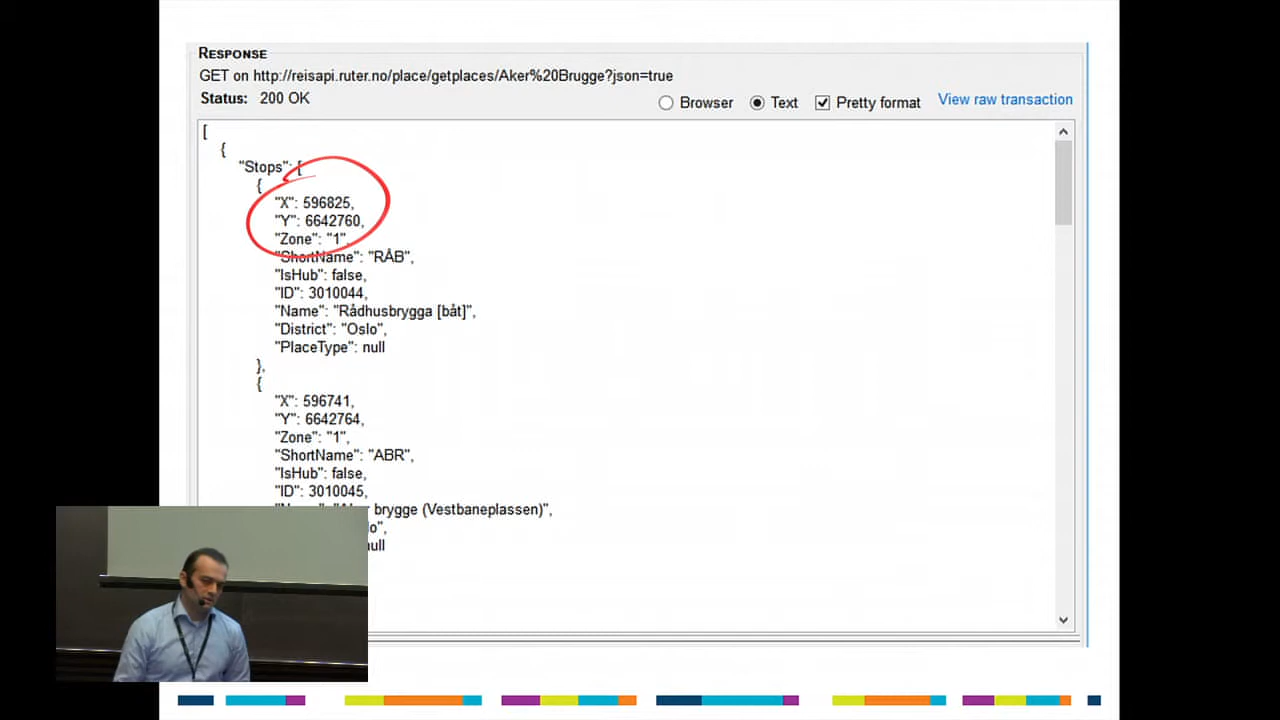 RESPONSE
GET on http://reisapi.ruter.no/place/getplaces/Aker%20Brugge?json=true
Status: 200 OK
Browser Text Pretty format View raw transaction
[
{
"Stops": [
{
"X": 596825,
"Y": 6642760,
"Zone": "1",
"ShortName": "RÅB",
"IsHub": false,
"ID": 3010044,
"Name": "Rådhusbrygga [båt]",
"District": "Oslo",
"PlaceType": null
},
{
"X": 596741,
"Y": 6642764,
"Zone": "1",
"ShortName": "ABR",
"IsHub": false,
"ID": 3010045,
brygge (Vestbaneplassen)",